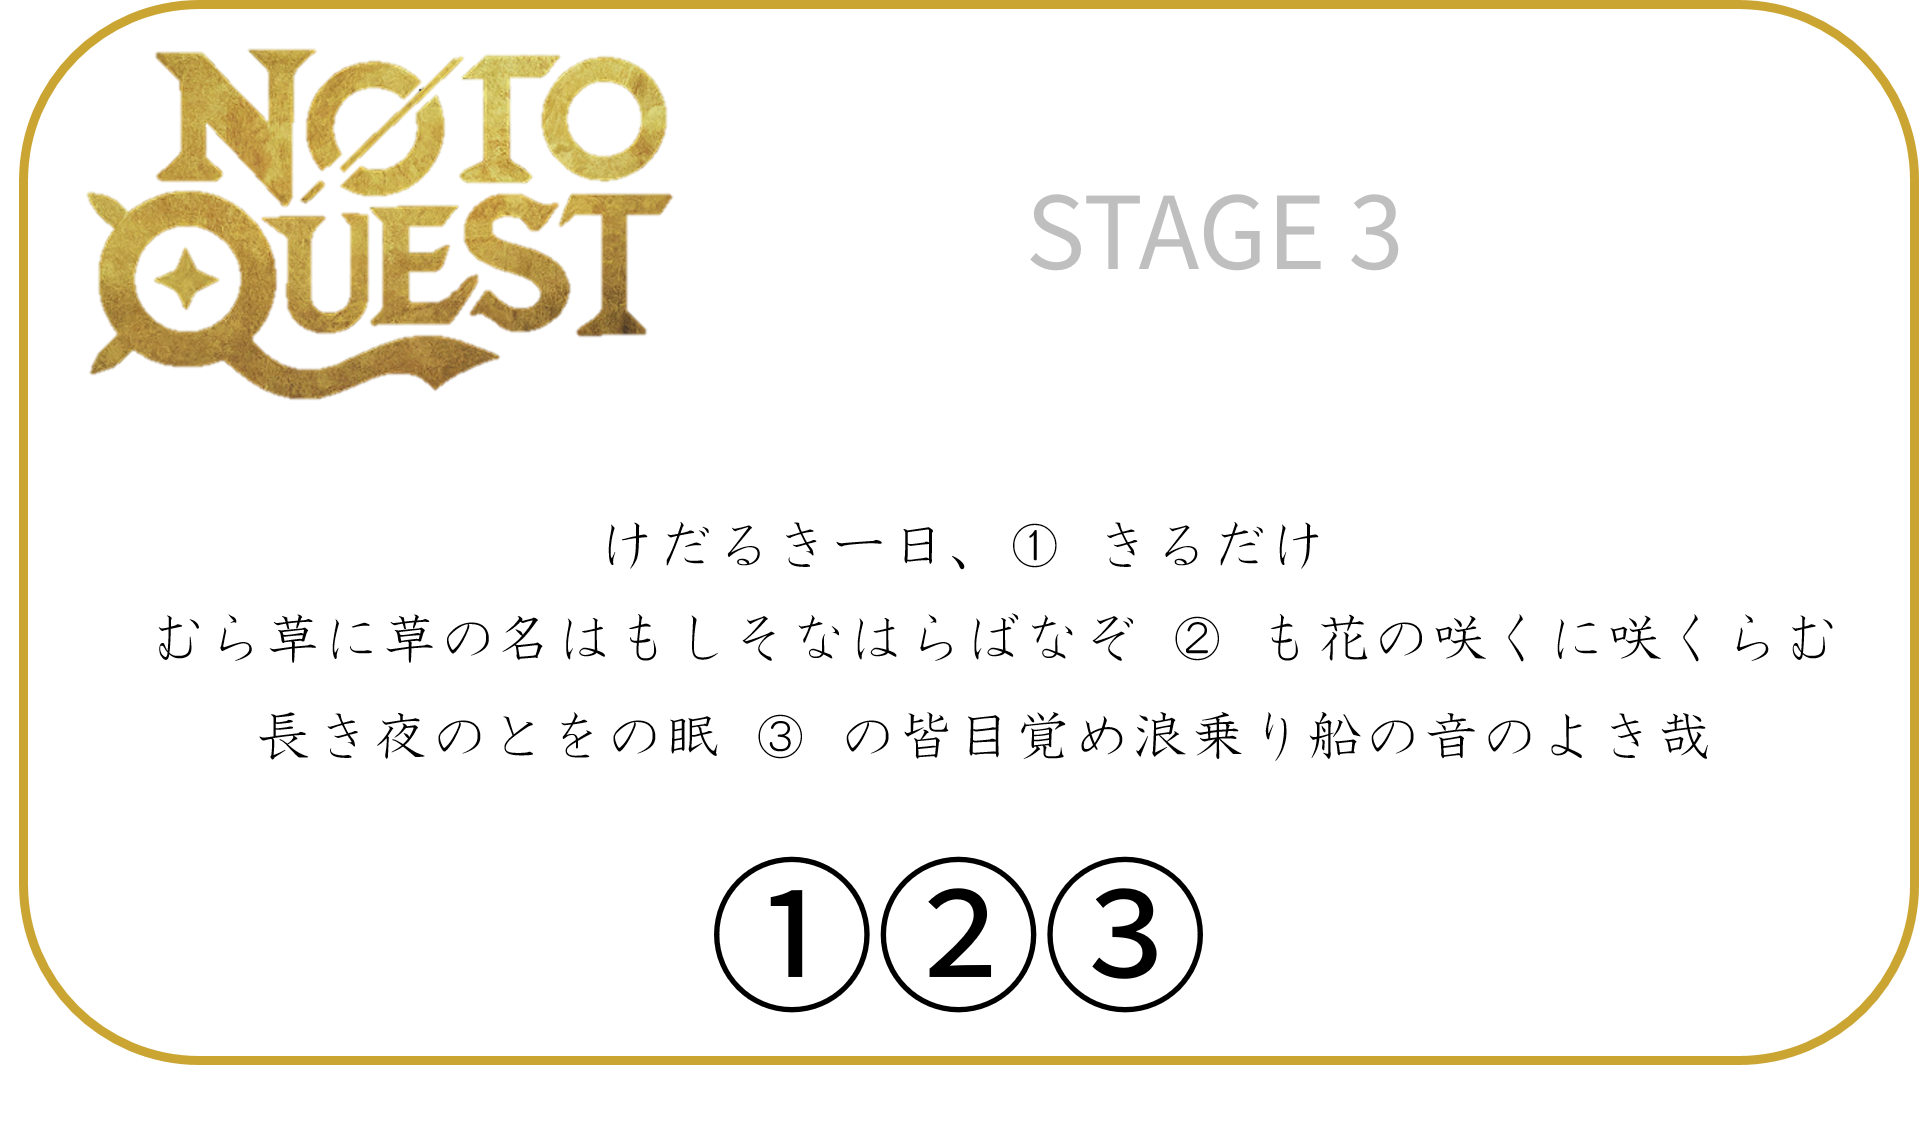 NOTO
QUEST
STAGE 3
けだるき一日、① きるだけ
むら草に草の名はもしそなはらばなぞ ② も花の咲くに咲くらむ
長き夜のとをの眠 ③ の皆目覚め浪乗り船の音のよき哉
①②③